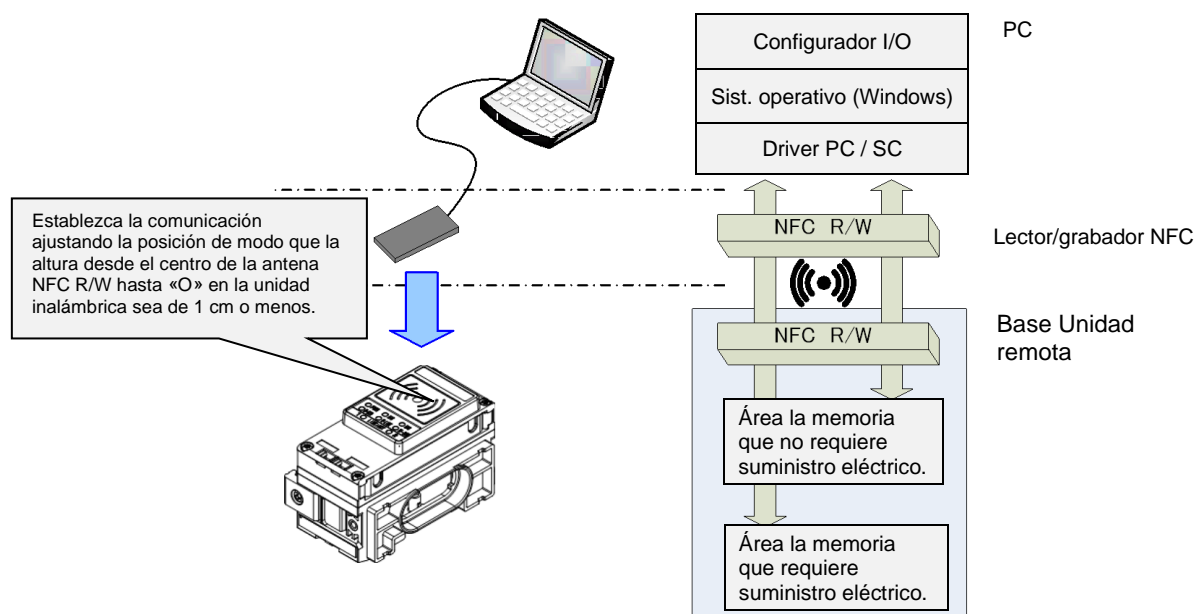 Configurador I/O
PC
Sist. operativo (Windows)
Driver PC / SC
Establezca la comunicación
ajustando la posición de modo que la
altura desde el centro de la antena
NFC R/W hasta «O» en la unidad
inalámbrica sea de 1 cm o menos.
NFC R/W
Lector/grabador NFC
NFC R/W
Base Unidad
remota
Área la memoria
que no requiere
suministro eléctrico.
Área la memoria
que requiere
suministro eléctrico.